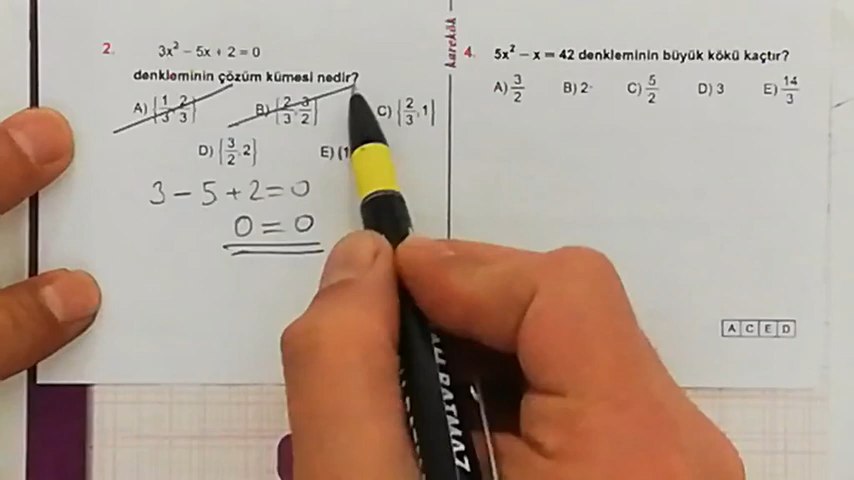 2.
3x² - 5x + 2 = 0
denkleminin çözüm kümesi nedir?
A) {1/3, 2/3}
B) {2/3, 3/2}
C) {2/3, 1}
D) {3/2, 2}
E) {1
3 - 5 + 2 = 0
0 = 0
karekök
4.
5x² - x = 42 denkleminin büyük kökü kaçtır?
A) 3/2
B) 2
C) 5/2
D) 3
E) 14/3
A C E D